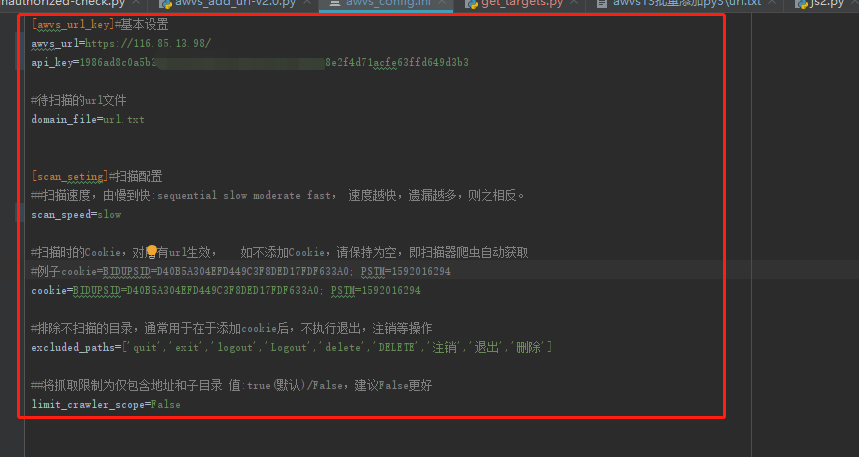 nauthorized-check.py × awvs_add_url-v2.0.py × awvs_config.ini × get_targets.py × awvs13批量添加py3\url.txt × js2.py ×
[awvs_url_key]#基本设置
awvs_url=https://116.85.13.98/
api_key=1986ad8c0a5b3 8e2f4d71acfe63ffd649d3b3
#待扫描的url文件
domain_file=url.txt
[scan_seting]#扫描配置
##扫描速度，由慢到快:sequential slow moderate fast， 速度越快，遗漏越多，则之相反。
scan_speed=slow
#扫描时的Cookie，对 有url生效， 如不添加Cookie，请保持为空，即扫描器爬虫自动获取
#例子cookie=BIDUPSID=D40B5A304EFD449C3F8DED17FDF633A0; PSTM=1592016294
cookie=BIDUPSID=D40B5A304EFD449C3F8DED17FDF633A0; PSTM=1592016294
#排除不扫描的目录，通常用于在于添加cookie后，不执行退出，注销等操作
excluded_paths=['quit','exit','logout','Logout','delete','DELETE','注销','退出','删除']
##将抓取限制为仅包含地址和子目录 值:true(默认)/False，建议False更好
limit_crawler_scope=False